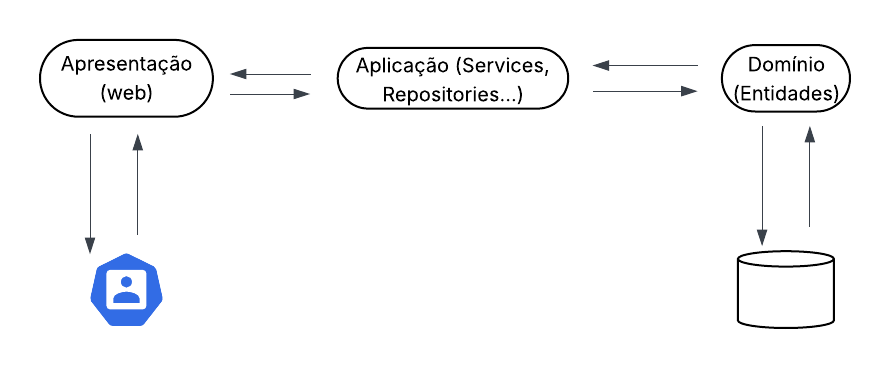 Apresentação
(web)
Aplicação (Services,
Repositories...)
Domínio
(Entidades)